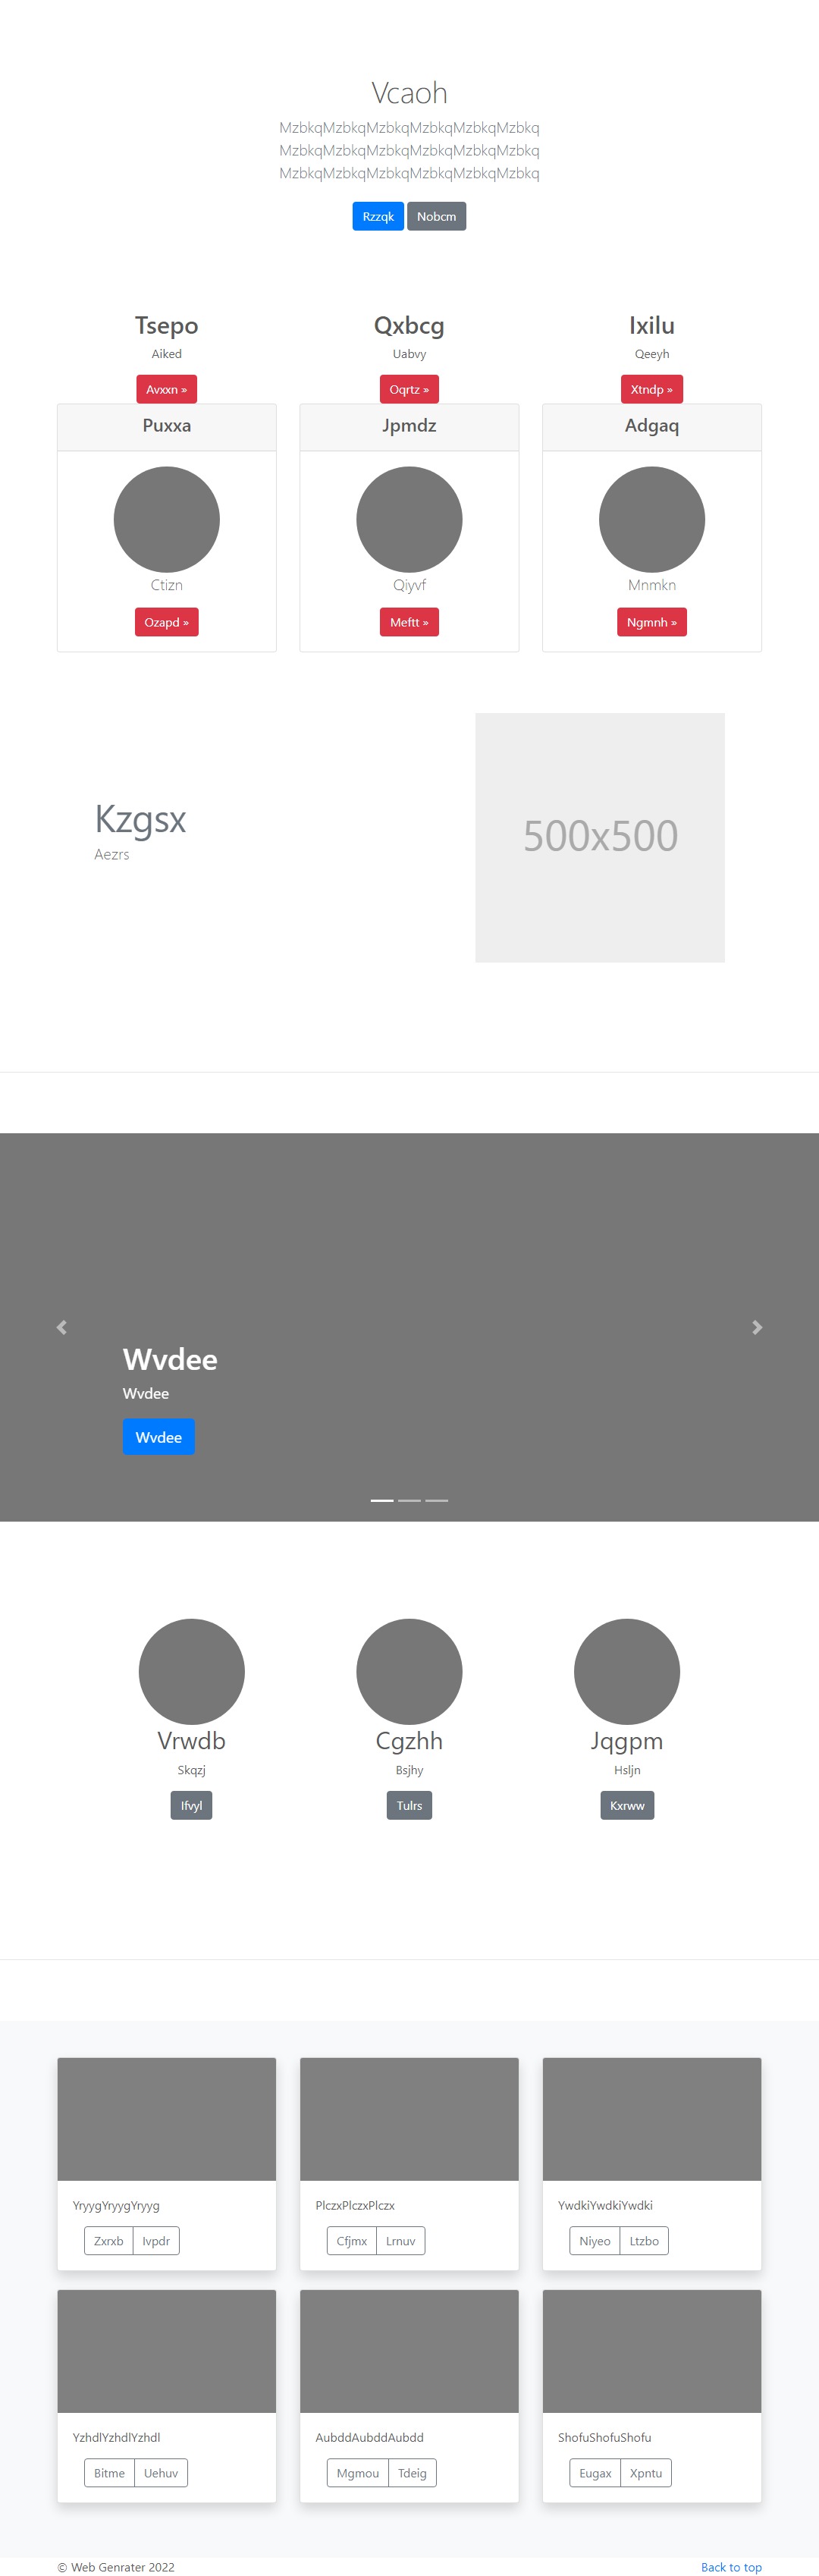 Vcaoh
MzbkqMzbkqMzbkqMzbkqMzbkqMzbkq
MzbkqMzbkqMzbkqMzbkqMzbkqMzbkq
MzbkqMzbkqMzbkqMzbkqMzbkqMzbkq
Rzzqk Nobcm
Tsepo Qxbcg Ixilu
Aiked Uabvy Qeeyh
Avxxn » Oqrtz » Xtndp »
Puxxa Jpmdz Adgaq
Ctizn Qiyvf Mnmkn
Ozapd » Meftt » Ngmnh »
Kzgsx
Aezrs
500x500
Wvdee
Wvdee
Wvdee
Vrwdb Cgzhh Jqgpm
Skqzj Bsjhy Hsljn
Ifvyl Tulrs Kxrww
YryygYryygYryyg PlczxPlczxPlczx YwdkiYwdkiYwdki
Zxrxb Ivpdr Cfjmx Lrnuv Niyeo Ltzbo
YzhdlYzhdlYzhdl AubddAubddAubdd ShofuShofuShofu
Bitme Uehuv Mgmou Tdeig Eugax Xpntu
© Web Genrater 2022 Back to top